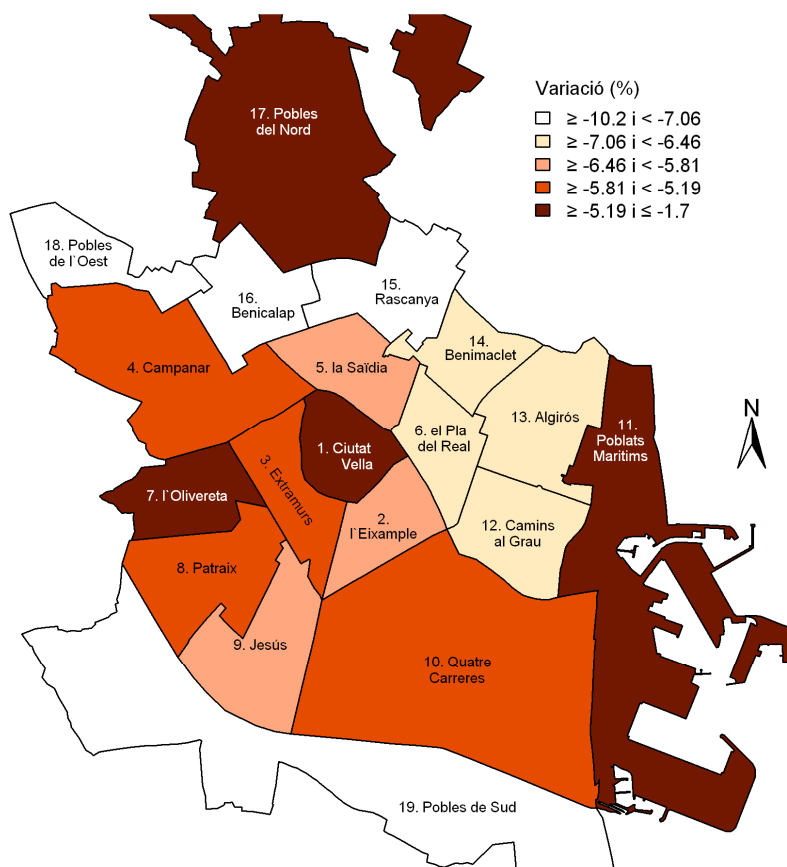 17. Pobles
del Nord
Variació (%)
≥ -10.2 i < -7.06
≥ -7.06 i < -6.46
≥ -6.46 i < -5.81
≥ -5.81 i < -5.19
≥ -5.19 i ≤ -1.7
18. Pobles
de l`Oest
16.
Benicalap
15.
Rascanya
14.
Benimaclet
4. Campanar
5. la Saïdia
13. Algirós
N
11.
Poblats
Maritims
6. el Pla
del Real
1. Ciutat
Vella
3. Extramurs
7. l`Olivereta
2.
l`Eixample
12. Camins
al Grau
8. Patraix
9. Jesús
10. Quatre
Carreres
19. Pobles de Sud